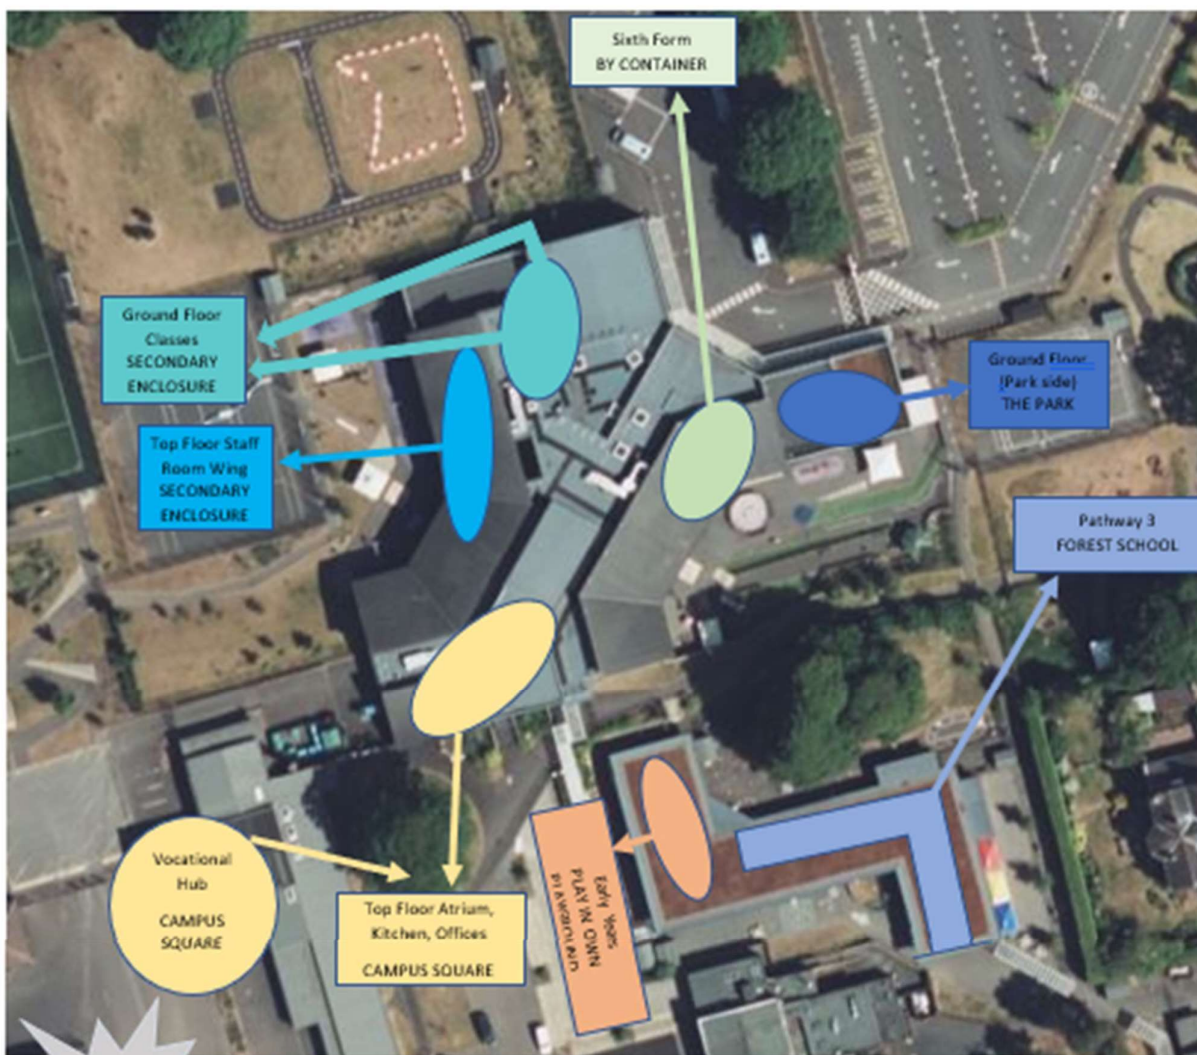 Sixth Form
BY CONTAINER
Ground Floor
Classes
SECONDARY
ENCLOSURE
Ground Floor
(Park side)
THE PARK
Top Floor Staff
Room Wing
SECONDARY
ENCLOSURE
Pathway 3
FOREST SCHOOL
Vocational
Hub
CAMPUS
SQUARE
Top Floor Atrium,
Kitchen, Offices
CAMPUS SQUARE
Early Years
PLAY IN OWN
PLAYGROUND